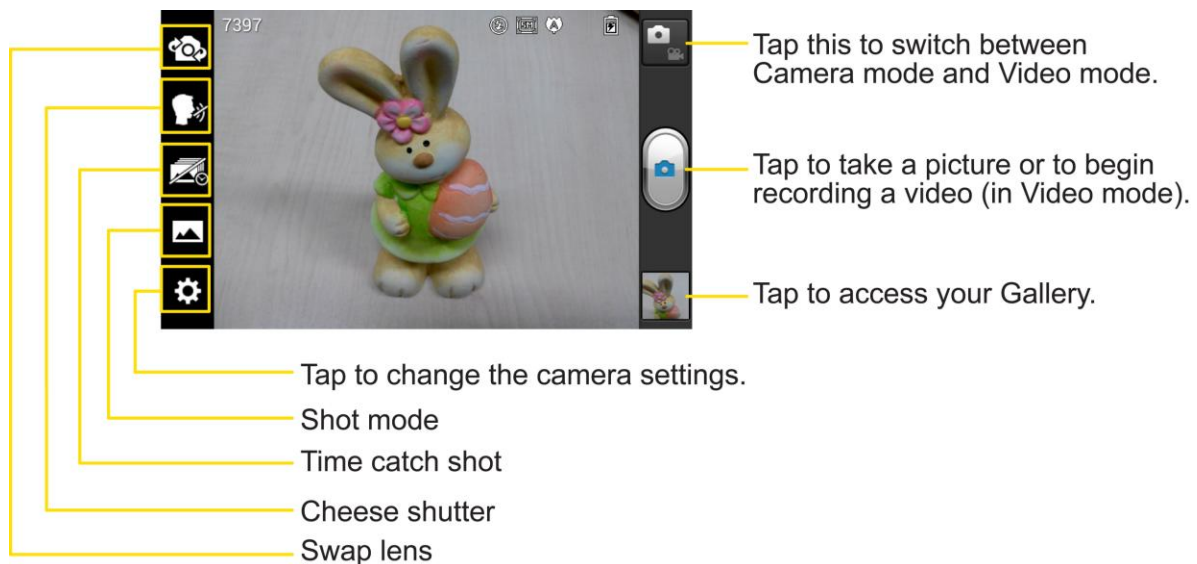 7397
Tap this to switch between
Camera mode and Video mode.
Tap to take a picture or to begin
recording a video (in Video mode).
Tap to access your Gallery.
Tap to change the camera settings.
Shot mode
Time catch shot
Cheese shutter
Swap lens